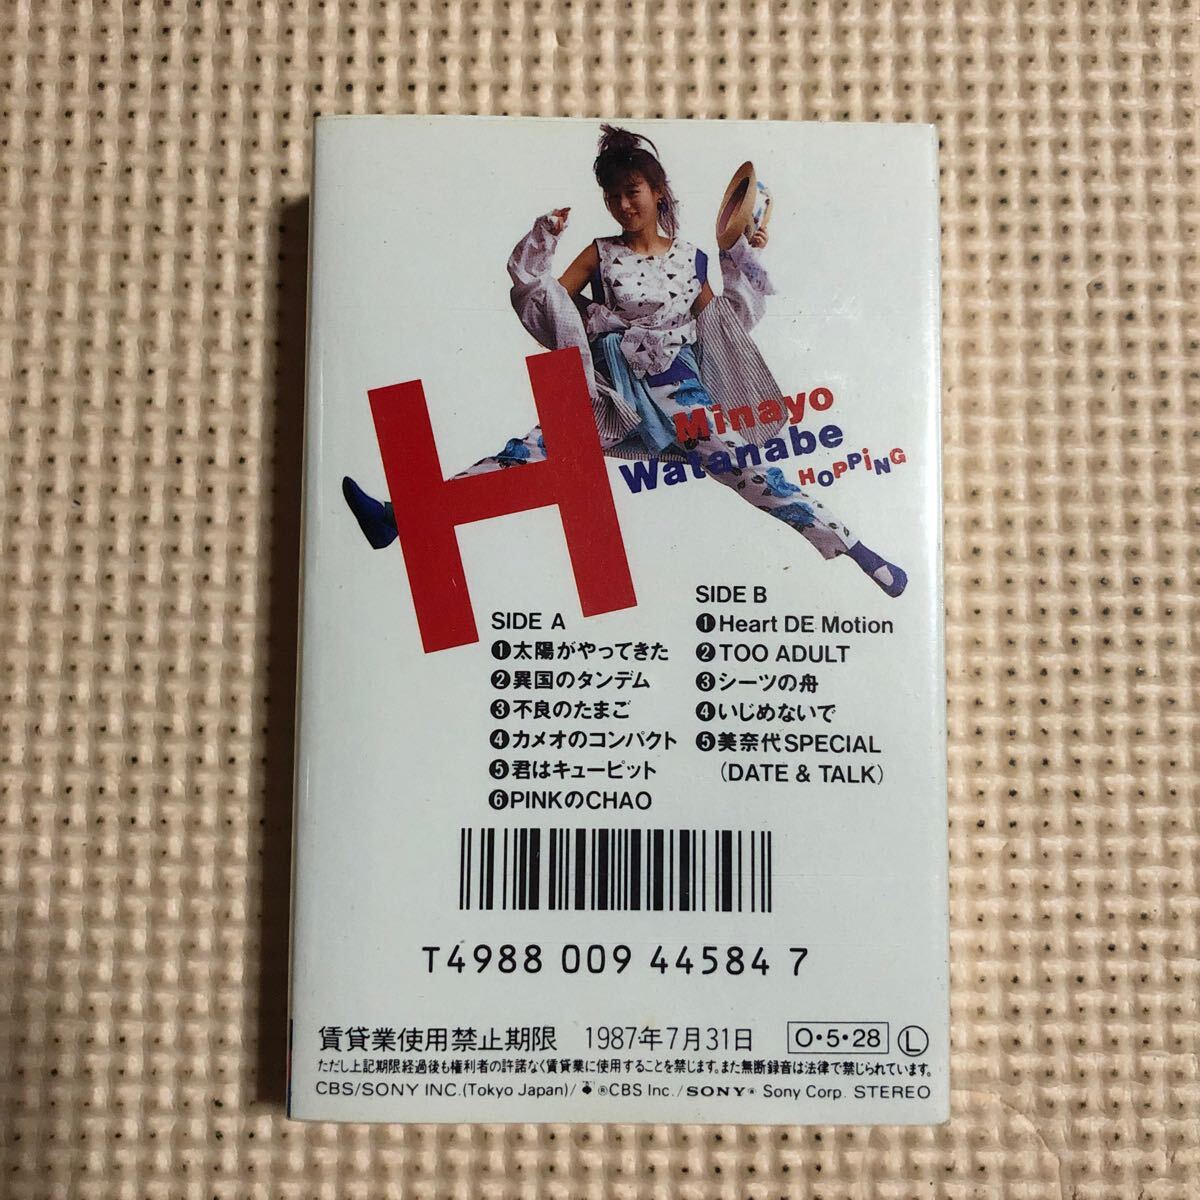 H
Minayo
Watanabe
HOPPiNG
SIDE A
❶太陽がやってきた
❷異国のタンデム
❸不良のたまご
❹カメオのコンパクト
❺君はキューピット
❻PINKのCHAO
SIDE B
❶Heart DE Motion
❷TOO ADULT
❸シーツの舟
❹いじめないで
❺美奈代SPECIAL
(DATE & TALK)
T4988 009 44584 7
賃貸業使用禁止期限 1987年7月31日 O・5・28 Ⓛ
ただし上記期限経過後も権利者の許諾なく賃貸業に使用することを禁じます。また無断録音は法律で禁じられています。
CBS/SONY INC.(Tokyo Japan)/ ®CBS Inc./SONY® Sony Corp. STEREO